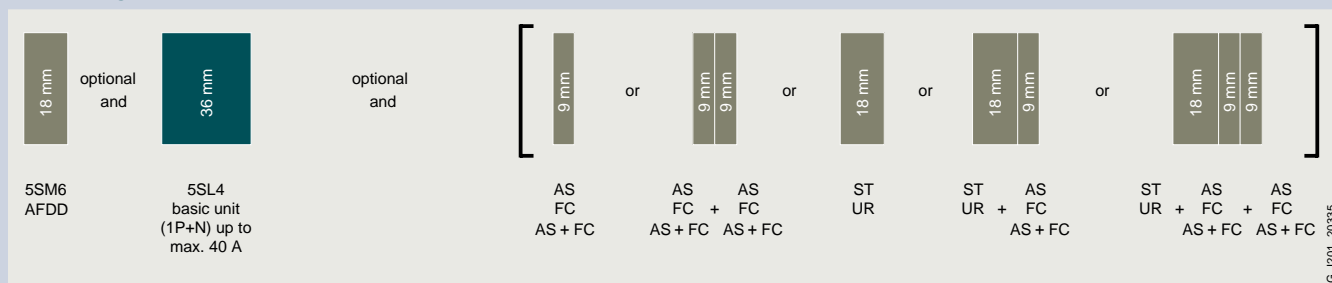 18 mm
optional
and
36 mm
optional
and
9 mm
or
9 mm
9 mm
or
18 mm
or
18 mm
9 mm
or
18 mm
9 mm
9 mm
5SM6
AFDD
5SL4
basic unit
(1P+N) up to
max. 40 A
AS
FC
AS + FC
AS AS
FC + FC
AS + FC AS + FC
ST
UR
ST AS
UR + FC
AS + FC
ST AS AS
UR + FC + FC
AS + FC AS + FC